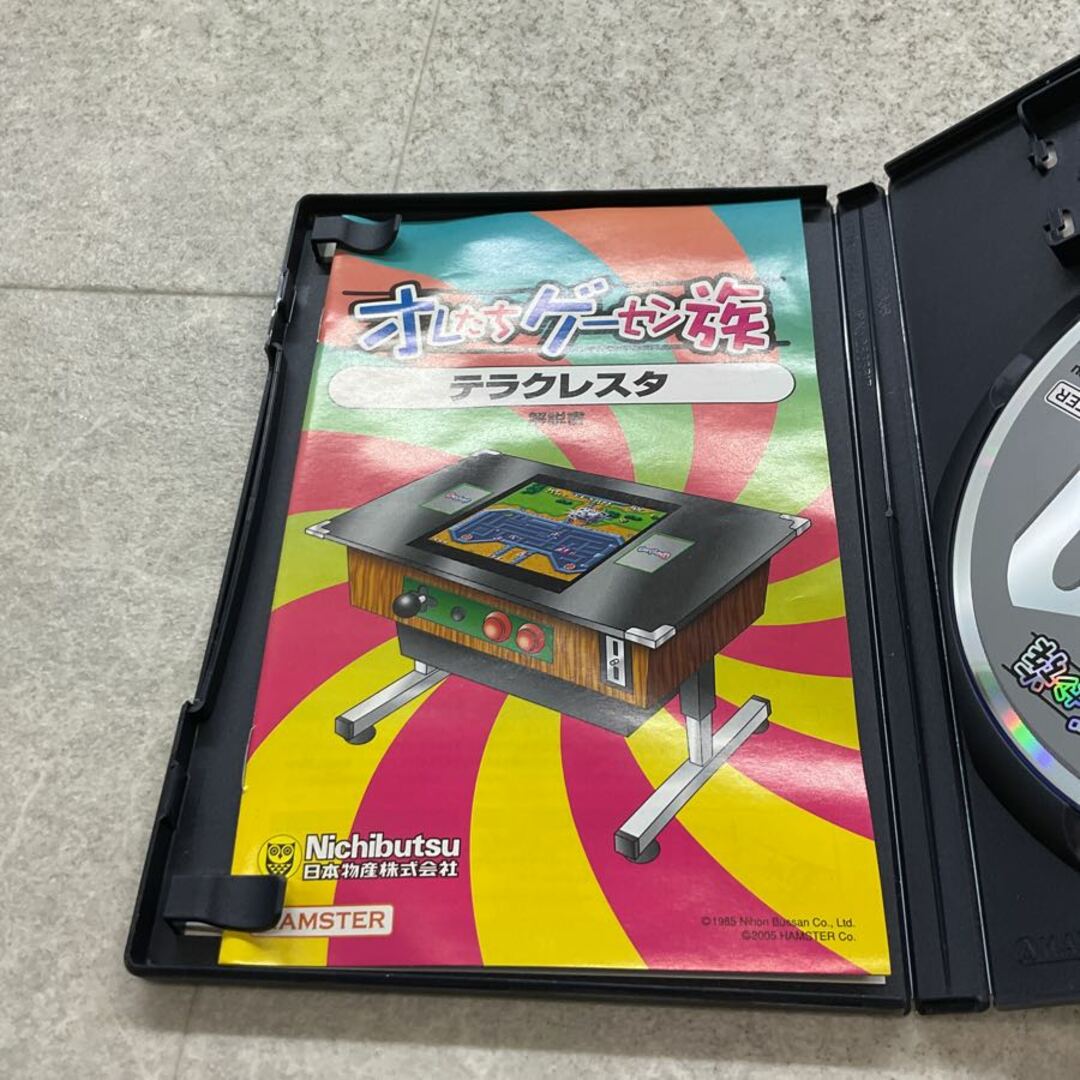 オレたちゲーセン族
テラクレスタ
解説書
Nichibutsu
日本物産株式会社
HAMSTER
©1985 Nihon Bussan Co., Ltd.
©2005 HAMSTER Co.